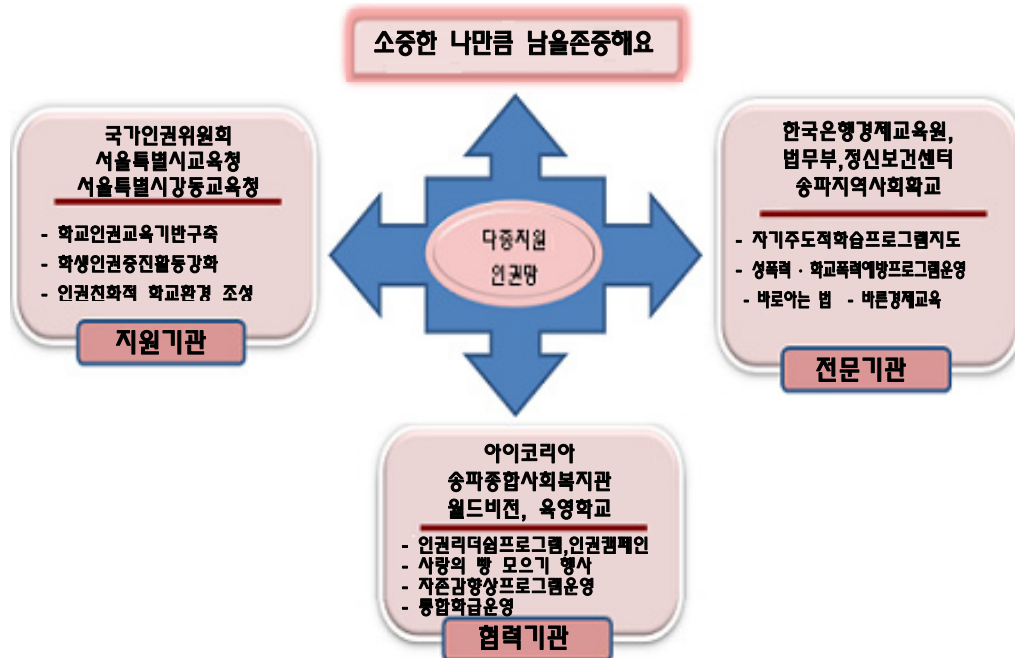 소중한 나만큼 남을존중해요
국가인권위원회
서울특별시교육청
서울특별시강동교육청
- 학교인권교육기반구축
- 학생인권증진활동강화
- 인권친화적 학교환경 조성
지원기관
다중지원
인권망
한국은행경제교육원,
법무부,정신보건센터
송파지역사회학교
- 자기주도적학습프로그램지도
- 성폭력 · 학교폭력예방프로그램운영
- 바로아는 법 - 바른경제교육
전문기관
아이코리아
송파종합사회복지관
월드비전, 육영학교
- 인권리더쉽프로그램,인권캠페인
- 사랑의 빵 모으기 행사
- 자존감향상프로그램운영
- 통합학급운영
협력기관